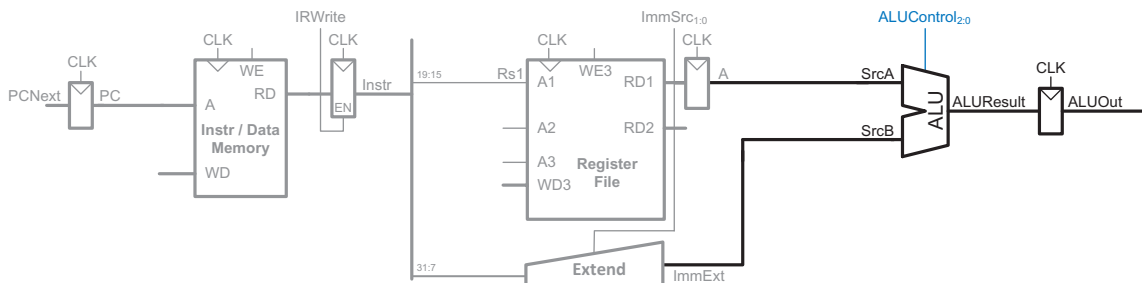 IRWrite
ImmSrc1:0
ALUControl2:0
CLK
CLK
CLK
CLK
CLK
CLK
WE
WE3
PCNext
PC
A
RD
EN
Instr
Instr / Data
Memory
WD
19:15
Rs1
A1
RD1
A
A2
RD2
A3
WD3
Register
File
SrcA
SrcB
ALU
ALUResult
ALUOut
31:7
Extend
ImmExt